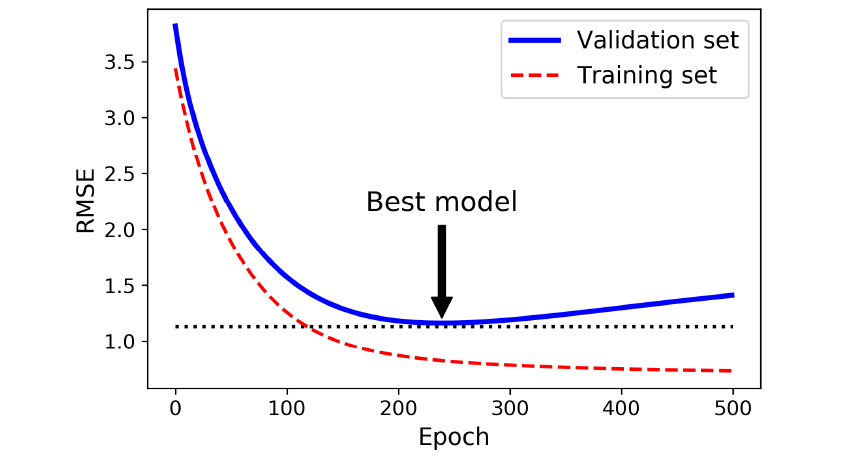 Validation set
Training set
Best model
RMSE
3.5
3.0
2.5
2.0
1.5
1.0
0 100 200 300 400 500
Epoch